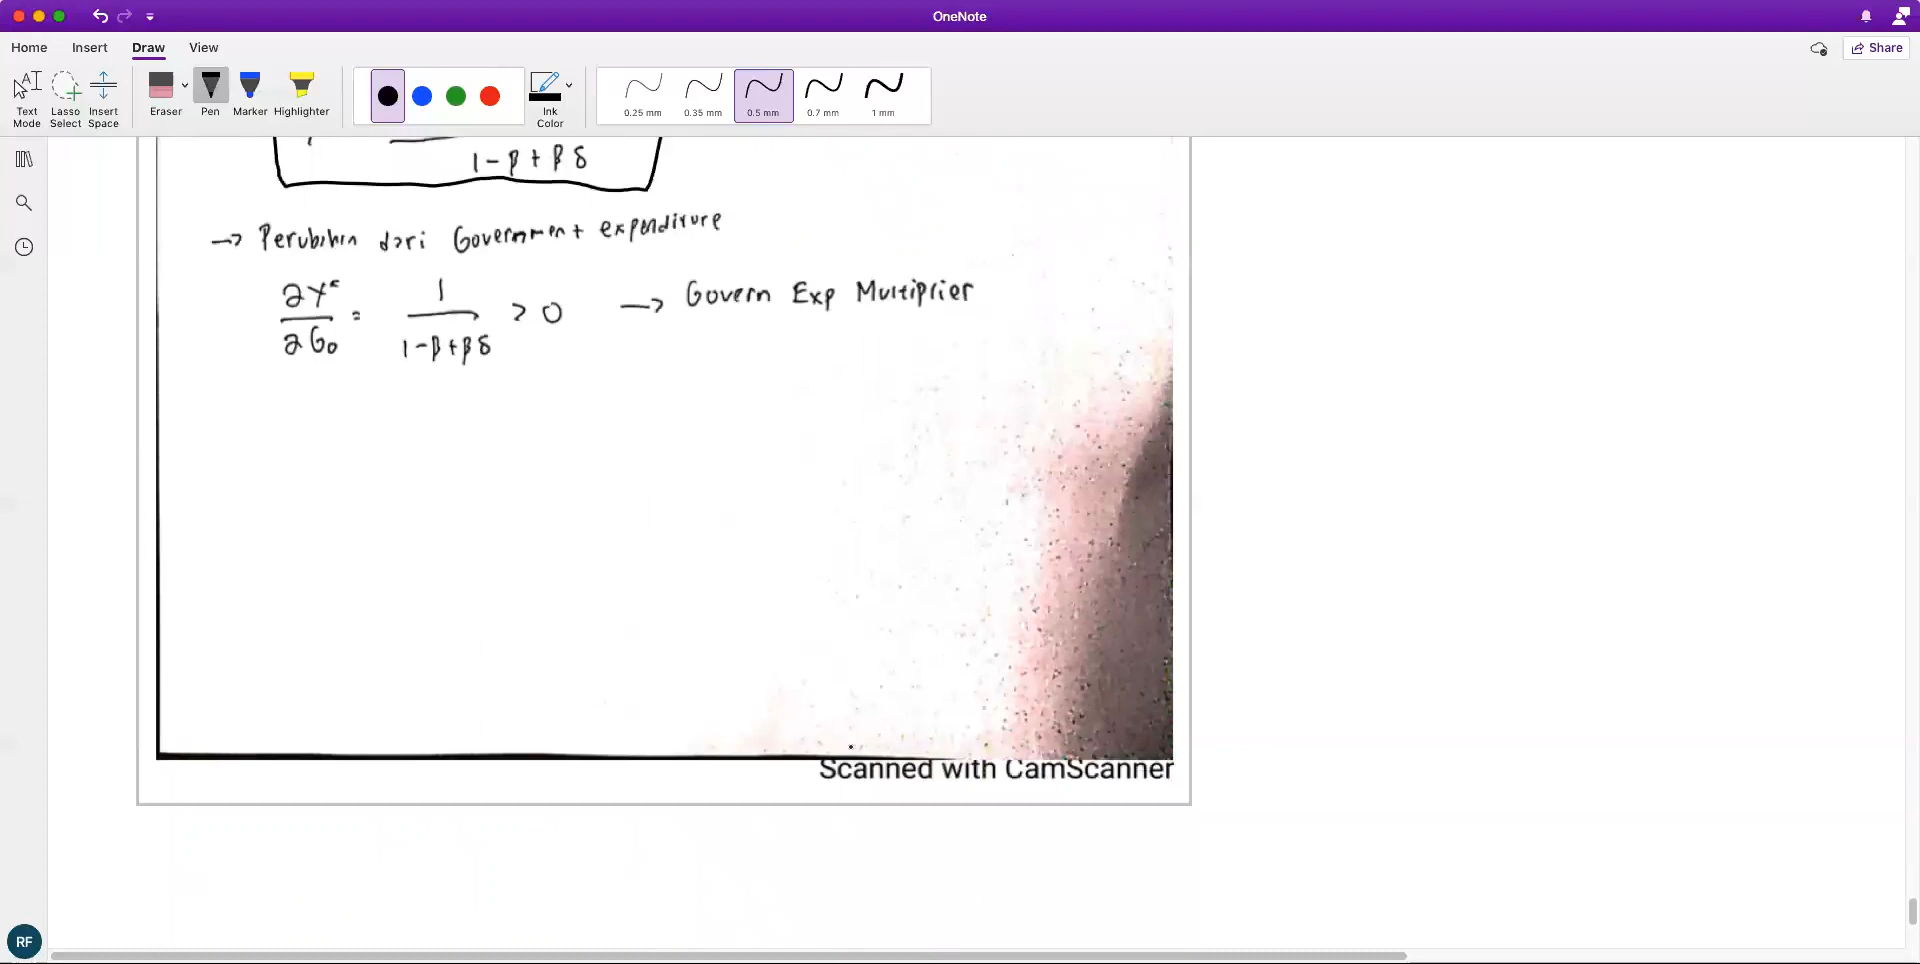 OneNote
Home Insert Draw View
Share
Text Mode
Lasso Select
Insert Space
Eraser
Pen
Marker
Highlighter
Ink Color
0.25 mm
0.35 mm
0.5 mm
0.7 mm
1 mm
1 - β + β δ
→ Perubahan dari Government expenditure
∂Yᵉ / ∂G₀ = 1 / (1-β+βδ) > 0 → Govern Exp Multiplier
Scanned with CamScanner
RF